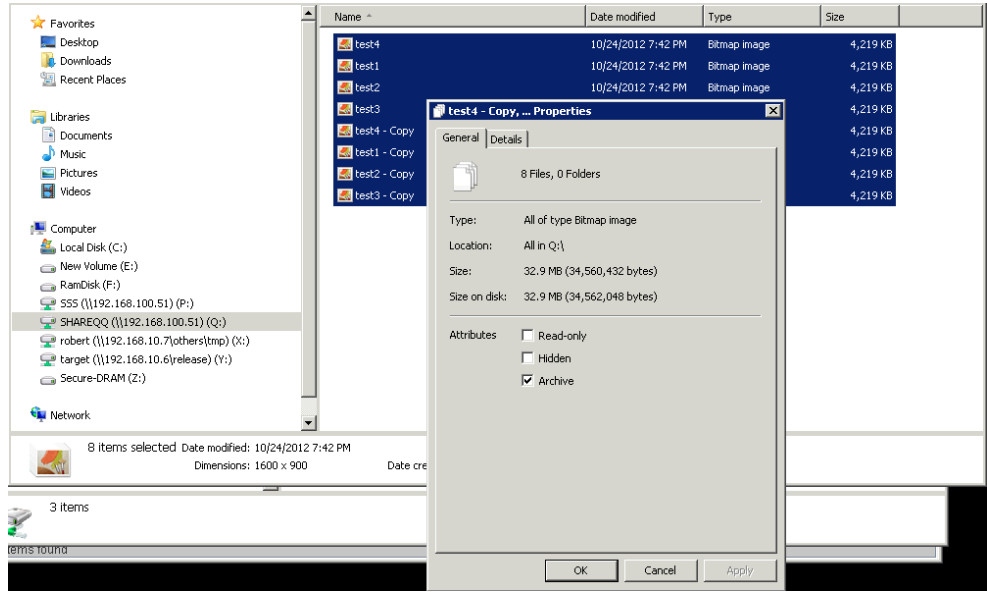 Favorites
Desktop
Downloads
Recent Places
Libraries
Documents
Music
Pictures
Videos
Computer
Local Disk (C:)
New Volume (E:)
RamDisk (F:)
SSS (\\192.168.100.51) (P:)
SHAREQQ (\\192.168.100.51) (Q:)
robert (\\192.168.10.7\others\tmp) (X:)
target (\\192.168.10.6\release) (Y:)
Secure-DRAM (Z:)
Network
Name Date modified Type Size
test4 10/24/2012 7:42 PM Bitmap image 4,219 KB
test1 10/24/2012 7:42 PM Bitmap image 4,219 KB
test2 10/24/2012 7:42 PM Bitmap image 4,219 KB
test3 4,219 KB
test4 - Copy 4,219 KB
test1 - Copy 4,219 KB
test2 - Copy 4,219 KB
test3 - Copy 4,219 KB
test4 - Copy, ... Properties
General Details
8 Files, 0 Folders
Type: All of type Bitmap image
Location: All in Q:\
Size: 32.9 MB (34,560,432 bytes)
Size on disk: 32.9 MB (34,562,048 bytes)
Attributes Read-only
Hidden
Archive
OK Cancel Apply
8 items selected Date modified: 10/24/2012 7:42 PM
Dimensions: 1600 x 900 Date cre
3 items
ems found